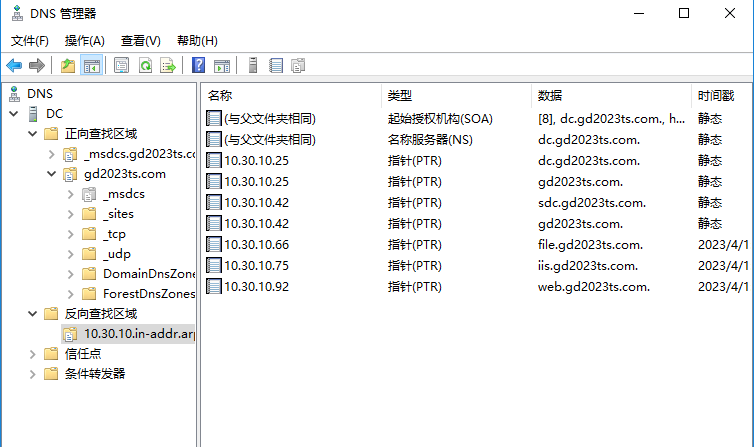 DNS 管理器
文件(F) 操作(A) 查看(V) 帮助(H)
DNS
DC
正向查找区域
_msdcs.gd2023ts.co
gd2023ts.com
_msdcs
_sites
_tcp
_udp
DomainDnsZone
ForestDnsZones
反向查找区域
10.30.10.in-addr.arp
信任点
条件转发器
名称 类型 数据 时间戳
(与父文件夹相同) 起始授权机构(SOA) [8], dc.gd2023ts.com., h... 静态
(与父文件夹相同) 名称服务器(NS) dc.gd2023ts.com. 静态
10.30.10.25 指针(PTR) dc.gd2023ts.com. 静态
10.30.10.25 指针(PTR) gd2023ts.com. 静态
10.30.10.42 指针(PTR) sdc.gd2023ts.com. 静态
10.30.10.42 指针(PTR) gd2023ts.com. 静态
10.30.10.66 指针(PTR) file.gd2023ts.com. 2023/4/1
10.30.10.75 指针(PTR) iis.gd2023ts.com. 2023/4/1
10.30.10.92 指针(PTR) web.gd2023ts.com. 2023/4/1